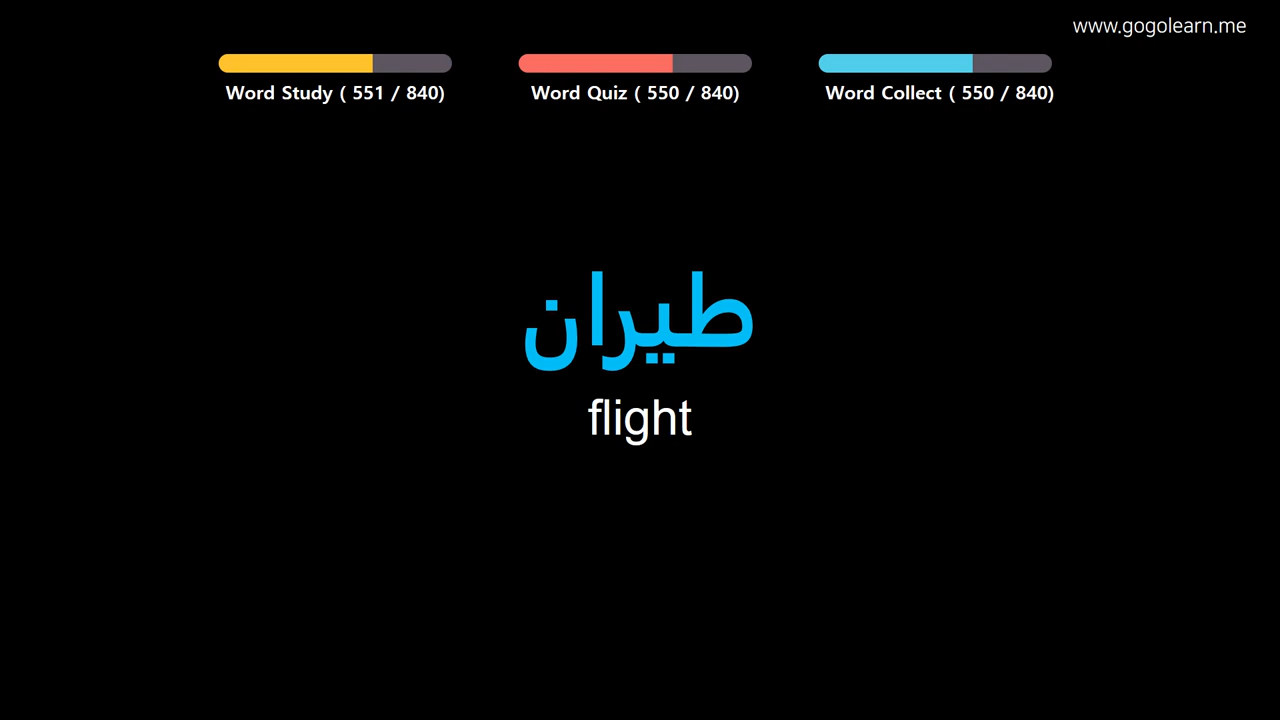 www.gogolearn.me
Word Study ( 551 / 840)
Word Quiz ( 550 / 840)
Word Collect ( 550 / 840)
طيران
flight